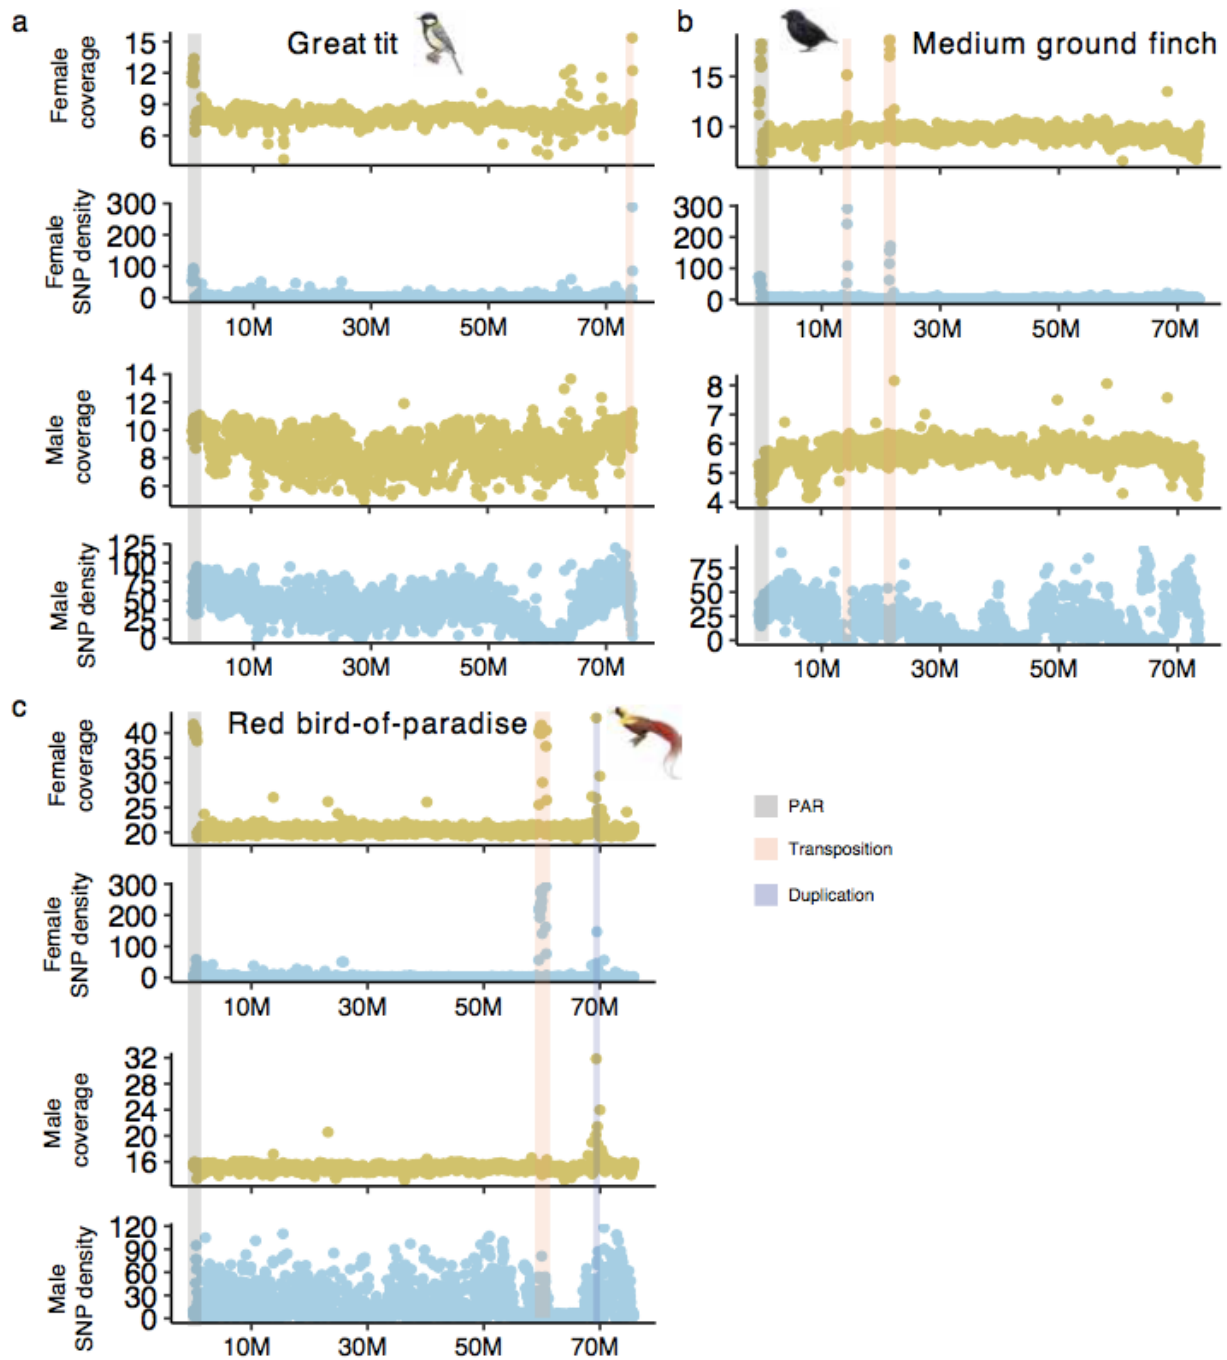 a
Great tit
Female
coverage
15
12
9
6
Female
SNP density
300
200
100
0
10M 30M 50M 70M
Male
coverage
14
12
10
8
6
Male
SNP density
125
100
75
50
25
0
10M 30M 50M 70M
b
Medium ground finch
15
10
300
200
100
0
10M 30M 50M 70M
8
7
6
5
4
75
50
25
0
10M 30M 50M 70M
c
Red bird-of-paradise
Female
coverage
40
35
30
25
20
Female
SNP density
300
200
100
0
10M 30M 50M 70M
Male
coverage
32
28
24
20
16
Male
SNP density
120
90
60
30
0
10M 30M 50M 70M
PAR
Transposition
Duplication